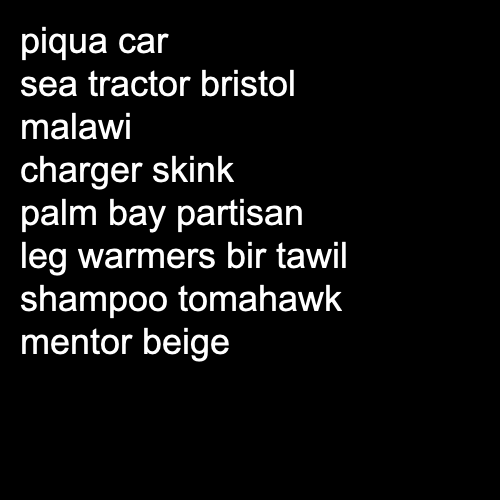 piqua car
sea tractor bristol
malawi
charger skink
palm bay partisan
leg warmers bir tawil
shampoo tomahawk
mentor beige